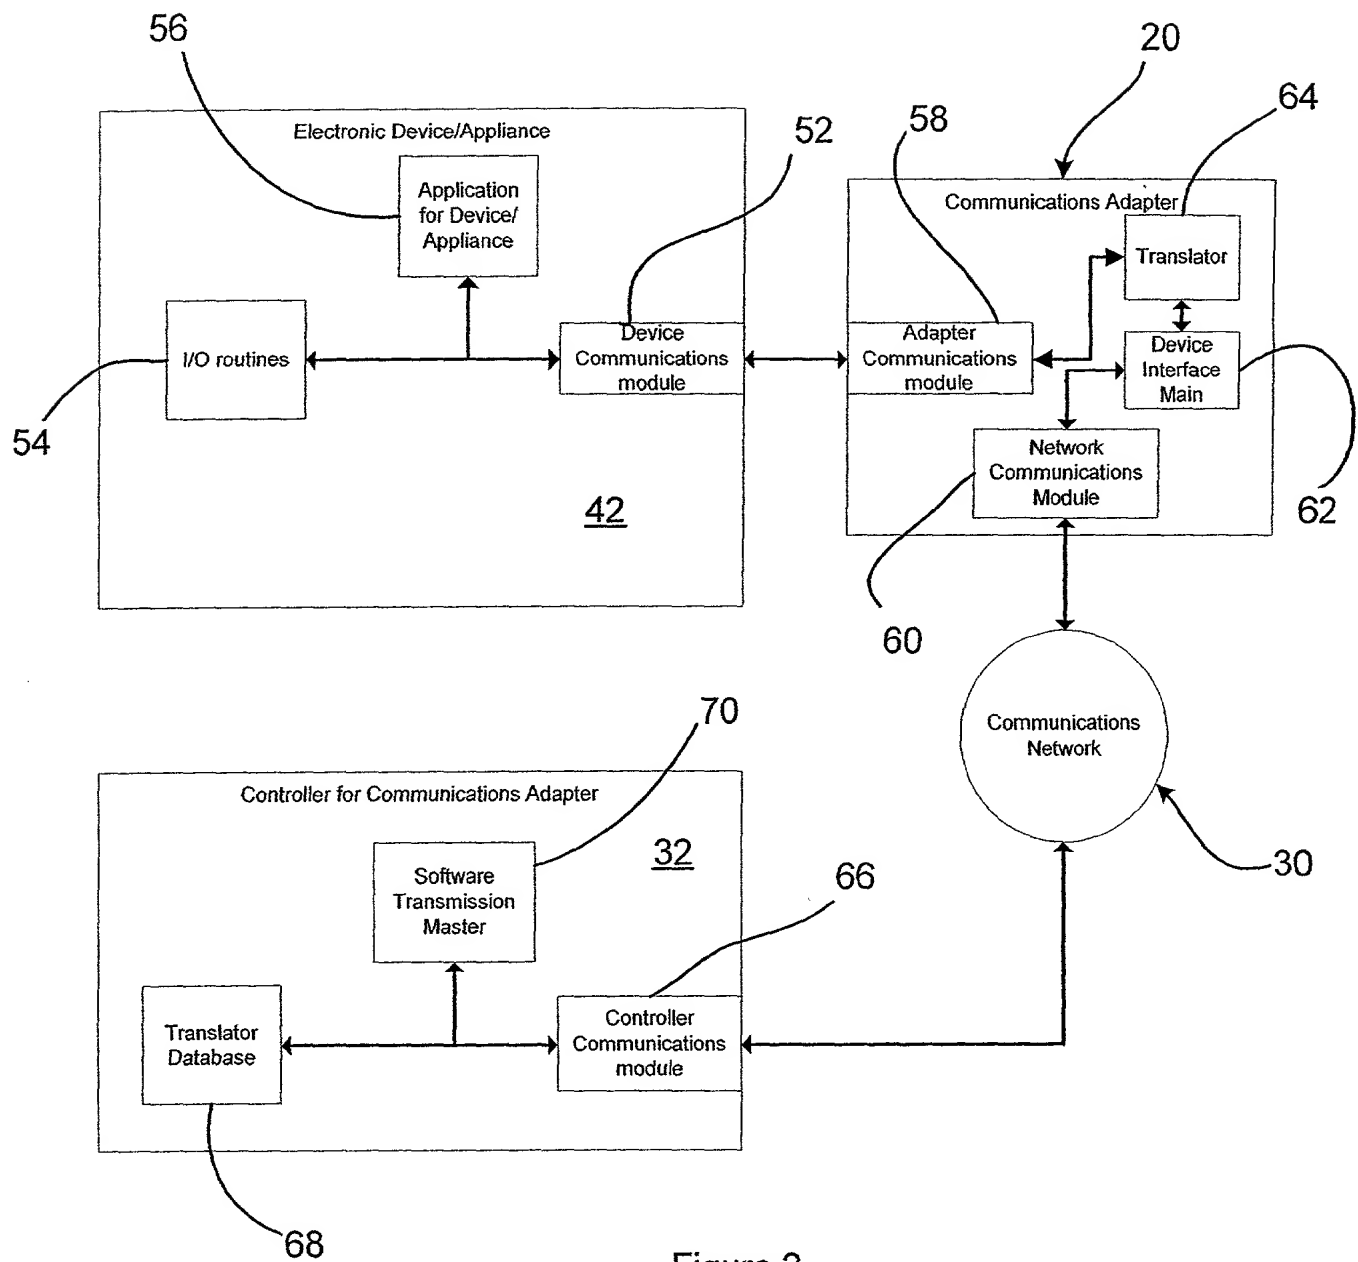 56
20
64
58
52
Electronic Device/Appliance
Application
for Device/
Appliance
I/O routines
Device
Communications
module
54
42
Communications Adapter
Translator
Adapter
Communications
module
Device
Interface
Main
Network
Communications
Module
62
60
Communications
Network
30
70
Controller for Communications Adapter
32
Software
Transmission
Master
66
Translator
Database
Controller
Communications
module
68
Figure